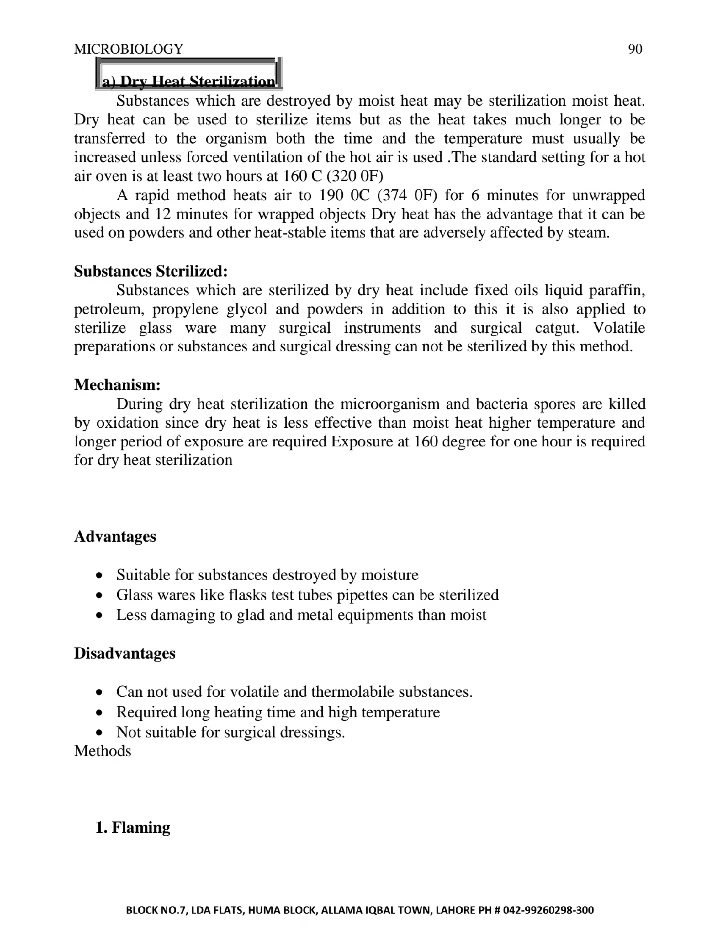 MICROBIOLOGY 90
a) Dry Heat Sterilization
Substances which are destroyed by moist heat may be sterilization moist heat.
Dry heat can be used to sterilize items but as the heat takes much longer to be
transferred to the organism both the time and the temperature must usually be
increased unless forced ventilation of the hot air is used .The standard setting for a hot
air oven is at least two hours at 160 C (320 0F)
A rapid method heats air to 190 0C (374 0F) for 6 minutes for unwrapped
objects and 12 minutes for wrapped objects Dry heat has the advantage that it can be
used on powders and other heat-stable items that are adversely affected by steam.
Substances Sterilized:
Substances which are sterilized by dry heat include fixed oils liquid paraffin,
petroleum, propylene glycol and powders in addition to this it is also applied to
sterilize glass ware many surgical instruments and surgical catgut. Volatile
preparations or substances and surgical dressing can not be sterilized by this method.
Mechanism:
During dry heat sterilization the microorganism and bacteria spores are killed
by oxidation since dry heat is less effective than moist heat higher temperature and
longer period of exposure are required Exposure at 160 degree for one hour is required
for dry heat sterilization
Advantages
• Suitable for substances destroyed by moisture
• Glass wares like flasks test tubes pipettes can be sterilized
• Less damaging to glad and metal equipments than moist
Disadvantages
• Can not used for volatile and thermolabile substances.
• Required long heating time and high temperature
• Not suitable for surgical dressings.
Methods
1. Flaming
BLOCK NO.7, LDA FLATS, HUMA BLOCK, ALLAMA IQBAL TOWN, LAHORE PH # 042-99260298-300